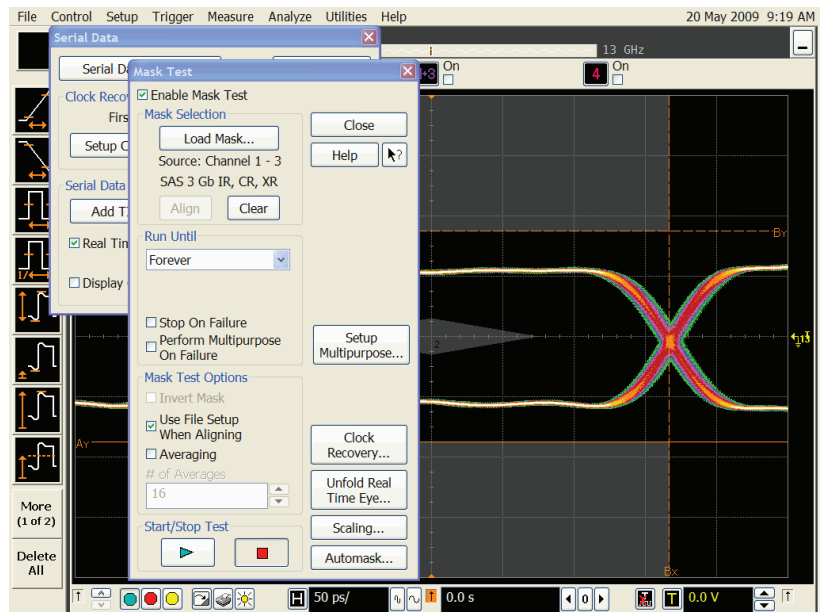 File Control Setup Trigger Measure Analyze Utilities Help 20 May 2009 9:19 AM
Serial Data
13 GHz
On
4 On
Mask Test
Enable Mask Test
Mask Selection
Load Mask...
Source: Channel 1 - 3
SAS 3 Gb IR, CR, XR
Align Clear
Close
Help
Run Until
Forever
Stop On Failure
Perform Multipurpose
On Failure
Setup
Multipurpose...
Mask Test Options
Invert Mask
Use File Setup
When Aligning
Averaging
# of Averages
16
Clock
Recovery...
Unfold Real
Time Eye...
Scaling...
Automask...
Start/Stop Test
Clock
First
Setup
Serial Data
Add
Real
Display
More
(1 of 2)
Delete
All
By
2
Ay
Bx
H 50 ps/ 0.0 s 0 T 0.0 V